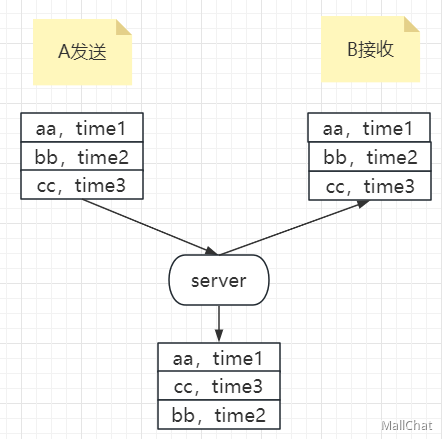 A发送
B接收
aa，time1
bb，time2
cc，time3
aa，time1
bb，time2
cc，time3
server
aa，time1
cc，time3
bb，time2
MallChat